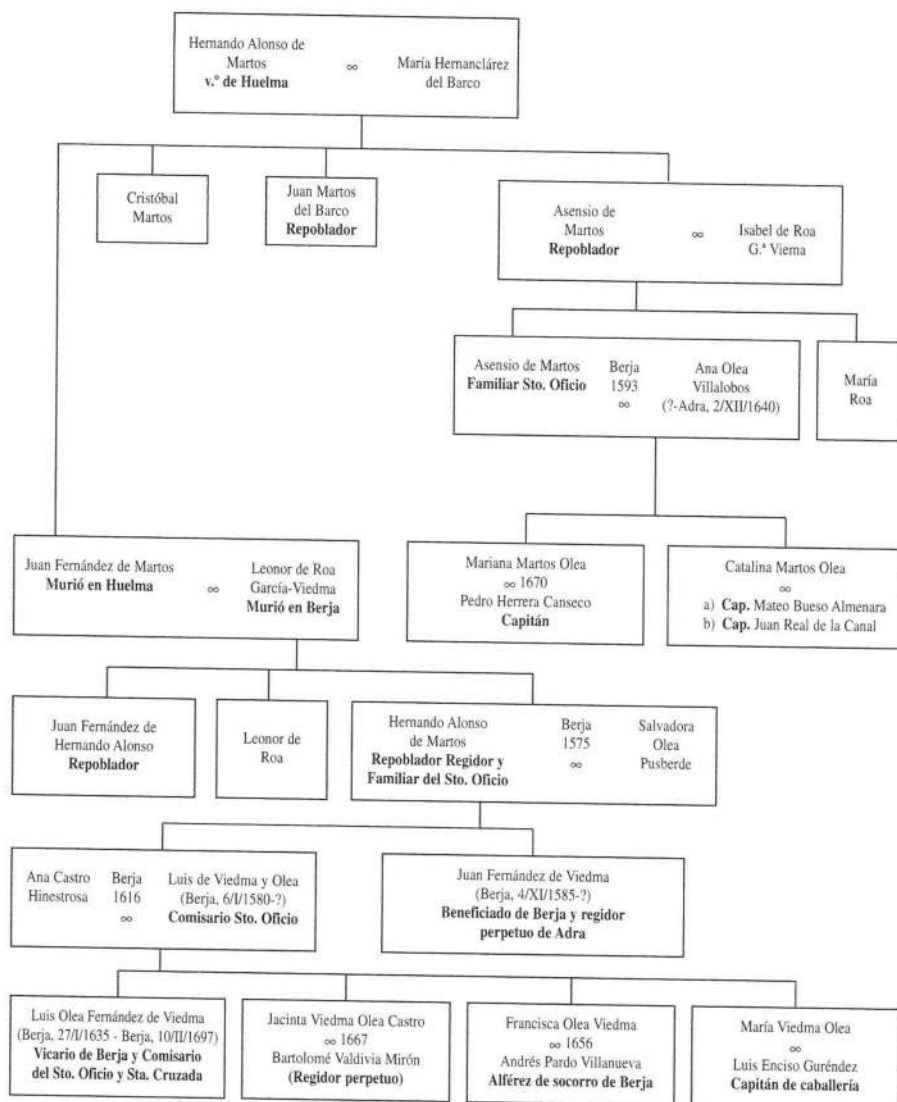 Hernando Alonso de
Martos
v.º de Huelma
∞
María Hernanclárez
del Barco
Cristóbal
Martos
Juan Martos
del Barco
Repoblador
Asensio de
Martos
Repoblador
∞
Isabel de Roa
G.ª Viema
Asensio de Martos
Familiar Sto. Oficio
Berja
1593
∞
Ana Olea
Villalobos
(?-Adra, 2/XII/1640)
María
Roa
Juan Fernández de Martos
Murió en Huelma
∞
Leonor de Roa
García-Viedma
Murió en Berja
Mariana Martos Olea
∞ 1670
Pedro Herrera Canseco
Capitán
Catalina Martos Olea
∞
a) Cap. Mateo Bueso Almenara
b) Cap. Juan Real de la Canal
Juan Fernández de
Hernando Alonso
Repoblador
Leonor de
Roa
Hernando Alonso
de Martos
Repoblador Regidor y
Familiar del Sto. Oficio
Berja
1575
∞
Salvadora
Olea
Pusberde
Ana Castro
Hinestrosa
Berja
1616
∞
Luis de Viedma y Olea
(Berja, 6/I/1580-?)
Comisario Sto. Oficio
Juan Fernández de Viedma
(Berja, 4/XI/1585-?)
Beneficiado de Berja y regidor
perpetuo de Adra
Luis Olea Fernández de Viedma
(Berja, 27/I/1635 - Berja, 10/II/1697)
Vicario de Berja y Comisario
del Sto. Oficio y Sta. Cruzada
Jacinta Viedma Olea Castro
∞ 1667
Bartolomé Valdivia Mirón
(Regidor perpetuo)
Francisca Olea Viedma
∞ 1656
Andrés Pardo Villanueva
Alférez de socorro de Berja
María Viedma Olea
∞
Luis Enciso Guréndez
Capitán de caballería